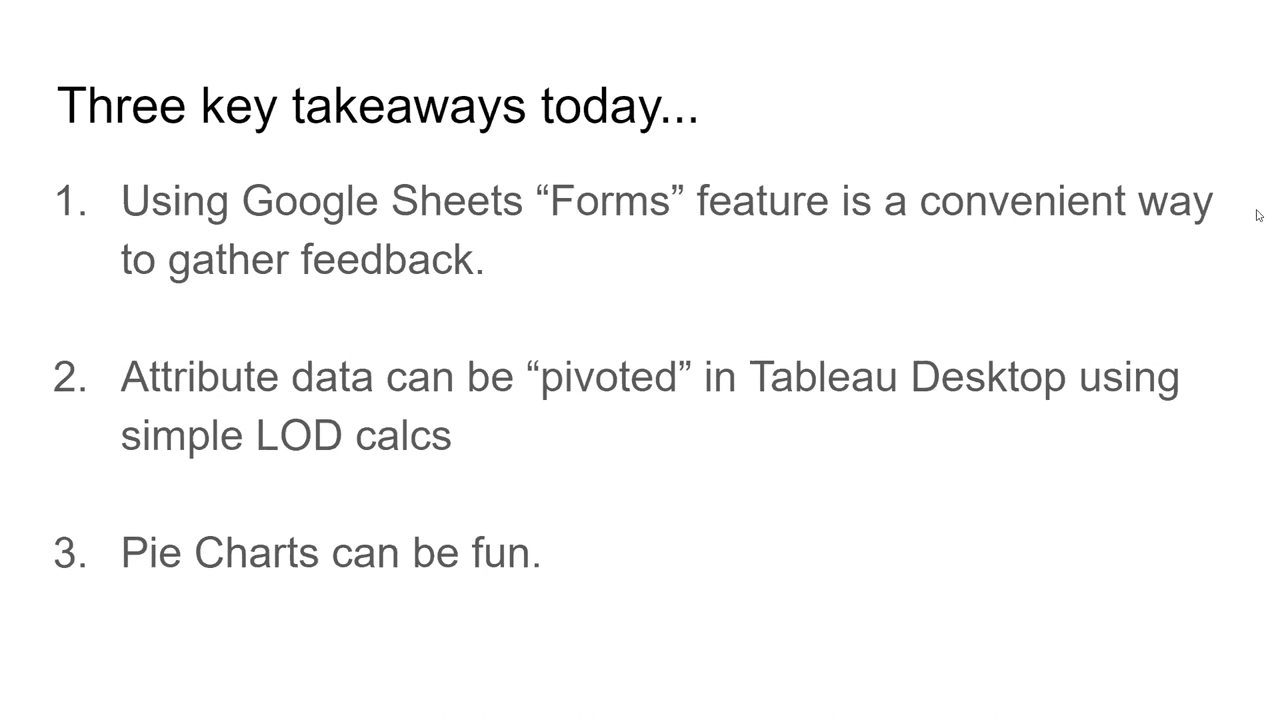 Three key takeaways today...
1. Using Google Sheets “Forms” feature is a convenient way
to gather feedback.
2. Attribute data can be “pivoted” in Tableau Desktop using
simple LOD calcs
3. Pie Charts can be fun.